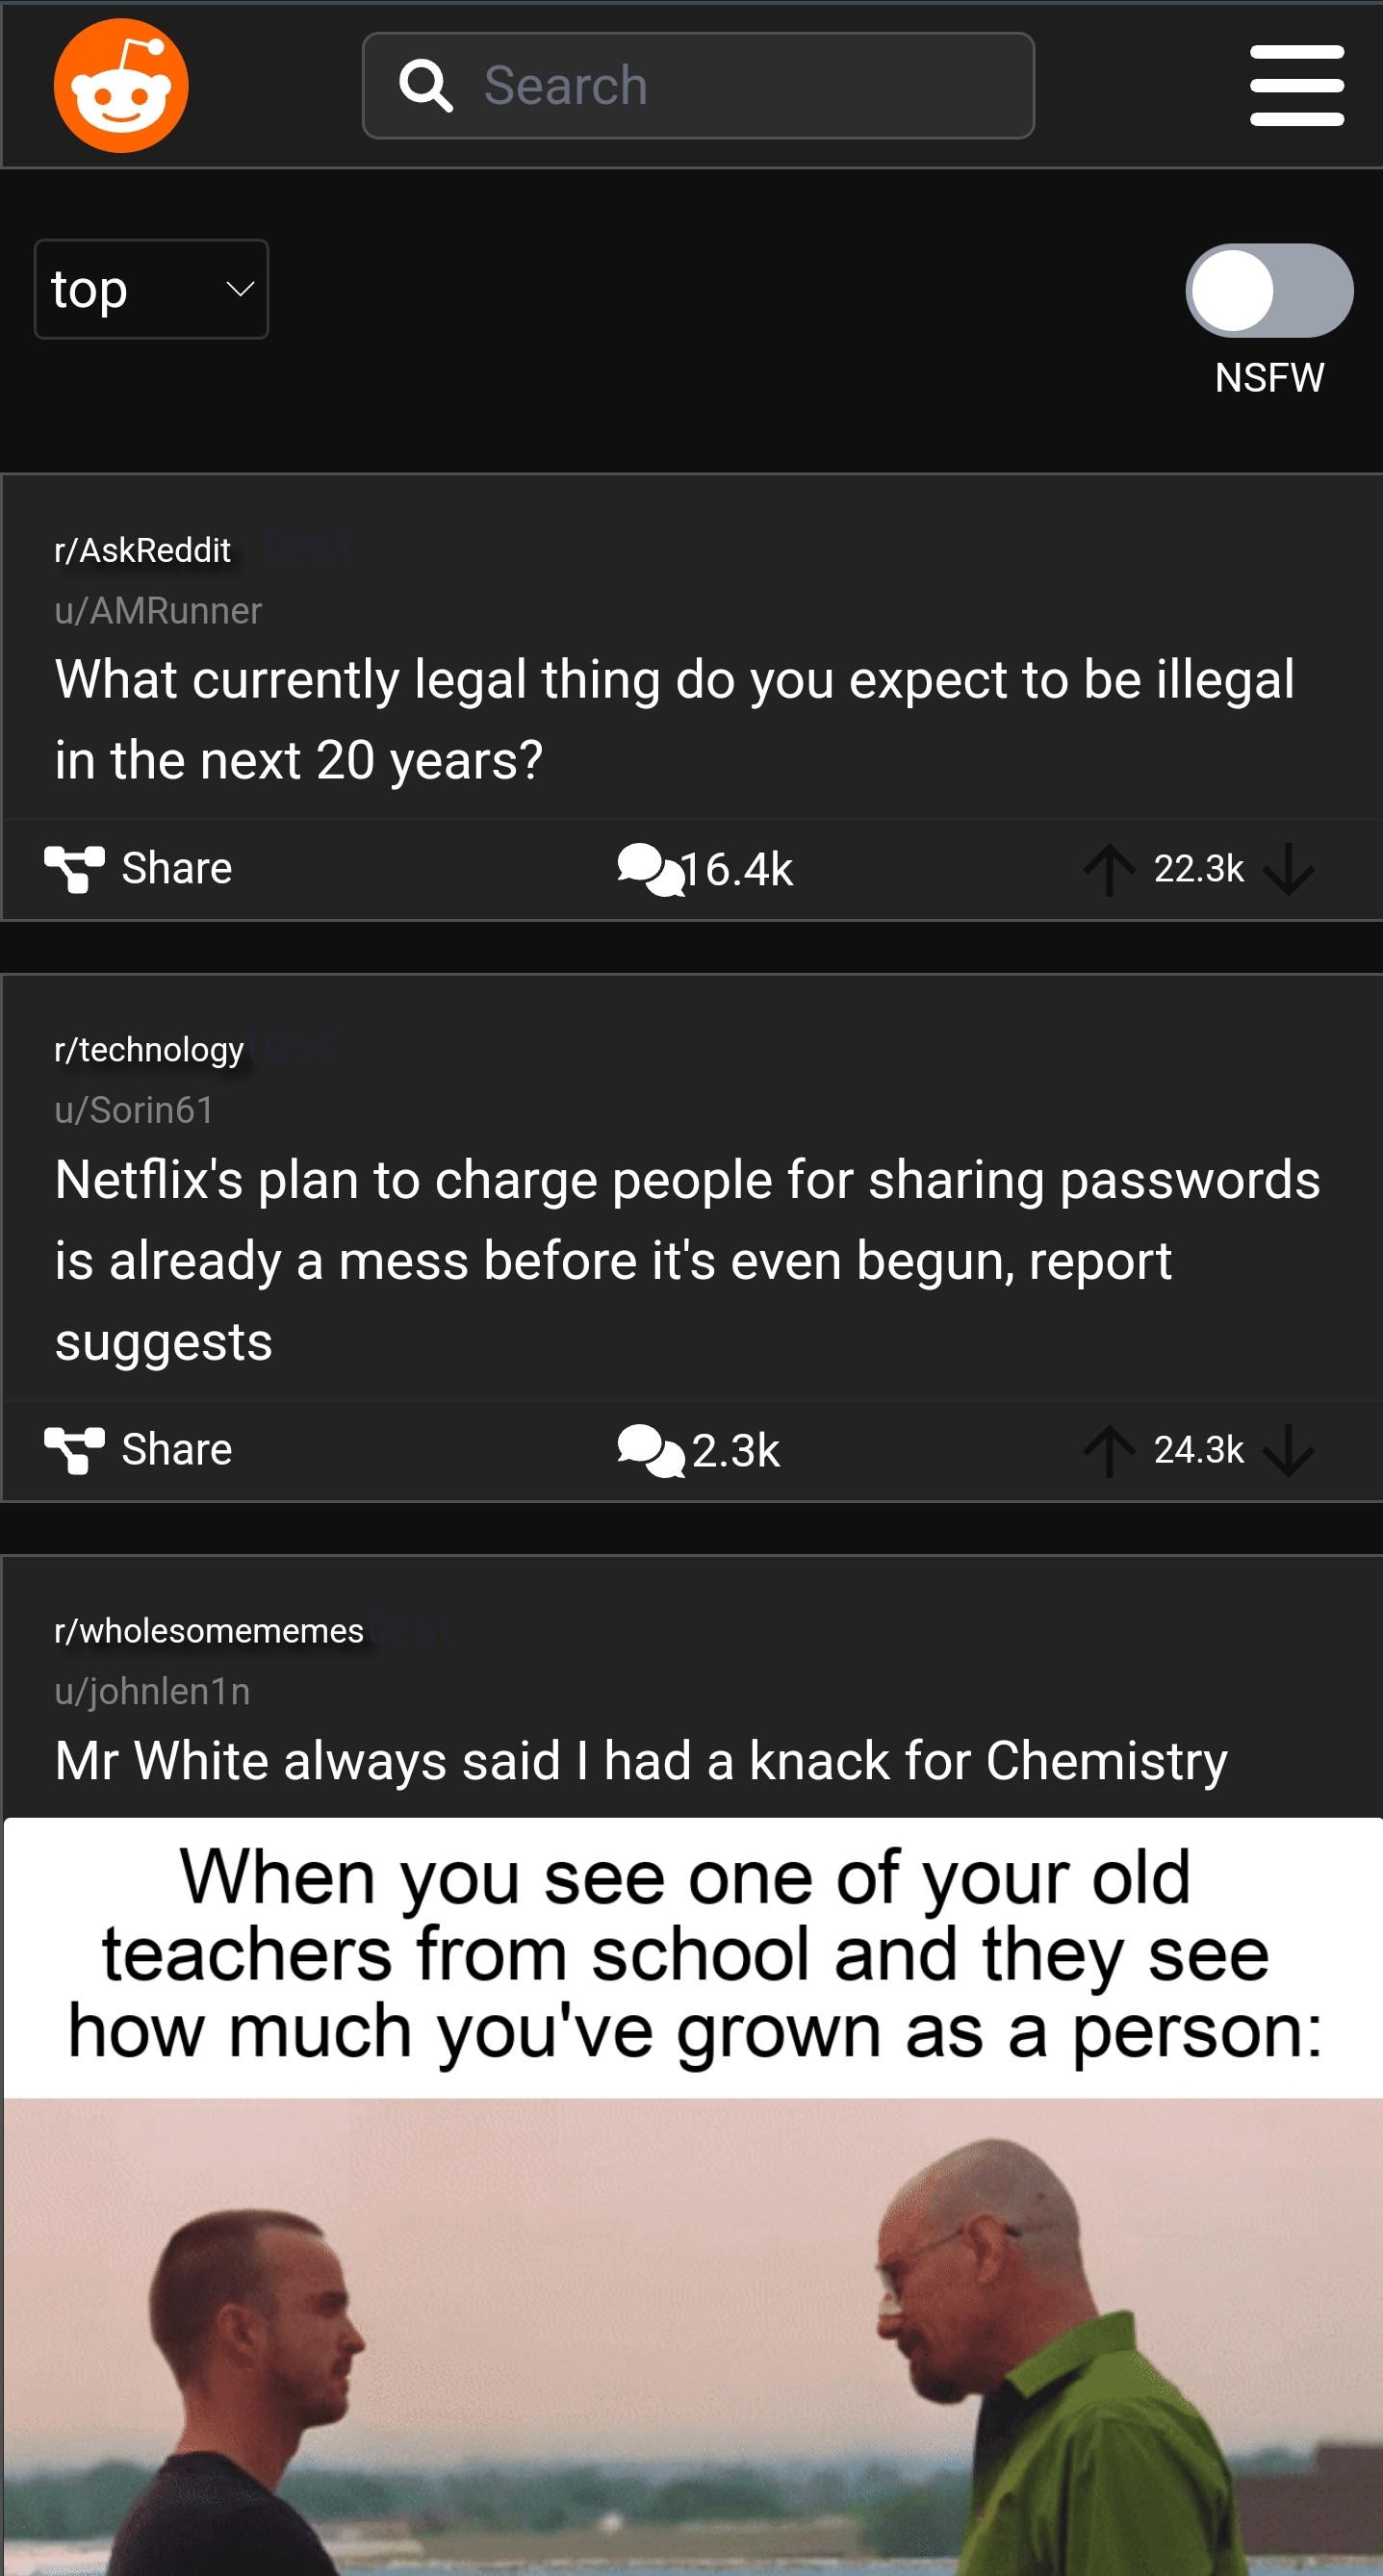 Search
top
NSFW
r/AskReddit test
u/AMRunner
What currently legal thing do you expect to be illegal
in the next 20 years?
Share 16.4k 22.3k
r/technology test
u/Sorin61
Netflix's plan to charge people for sharing passwords
is already a mess before it's even begun, report
suggests
Share 2.3k 24.3k
r/wholesomememes test
u/johnlen1n
Mr White always said I had a knack for Chemistry
When you see one of your old
teachers from school and they see
how much you've grown as a person: